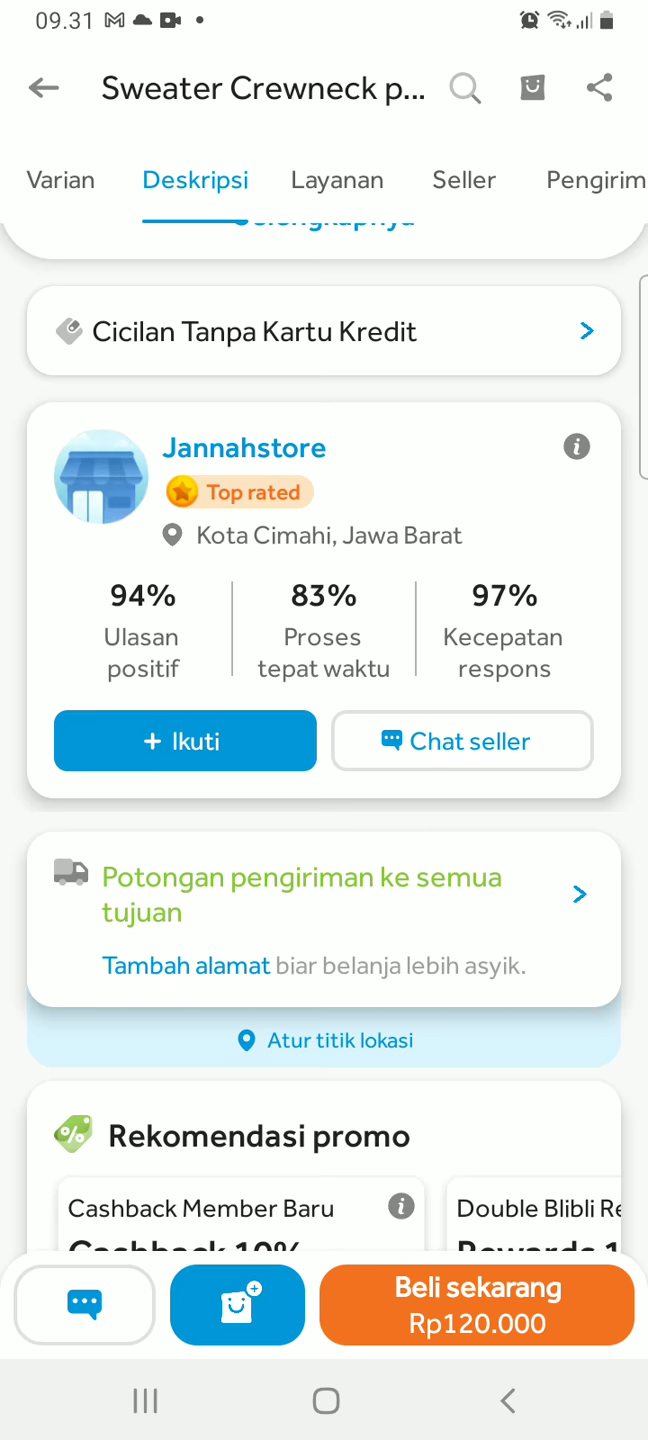 09.31
Sweater Crewneck p...
Varian Deskripsi Layanan Seller Pengirim
Selengkapnya
Cicilan Tanpa Kartu Kredit
Jannahstore
Top rated
Kota Cimahi, Jawa Barat
94% 83% 97%
Ulasan Proses Kecepatan
positif tepat waktu respons
+ Ikuti Chat seller
Potongan pengiriman ke semua
tujuan
Tambah alamat biar belanja lebih asyik.
Atur titik lokasi
Rekomendasi promo
Cashback Member Baru Double Blibli Re
Cashback 10% Rewards 1
Beli sekarang
Rp120.000